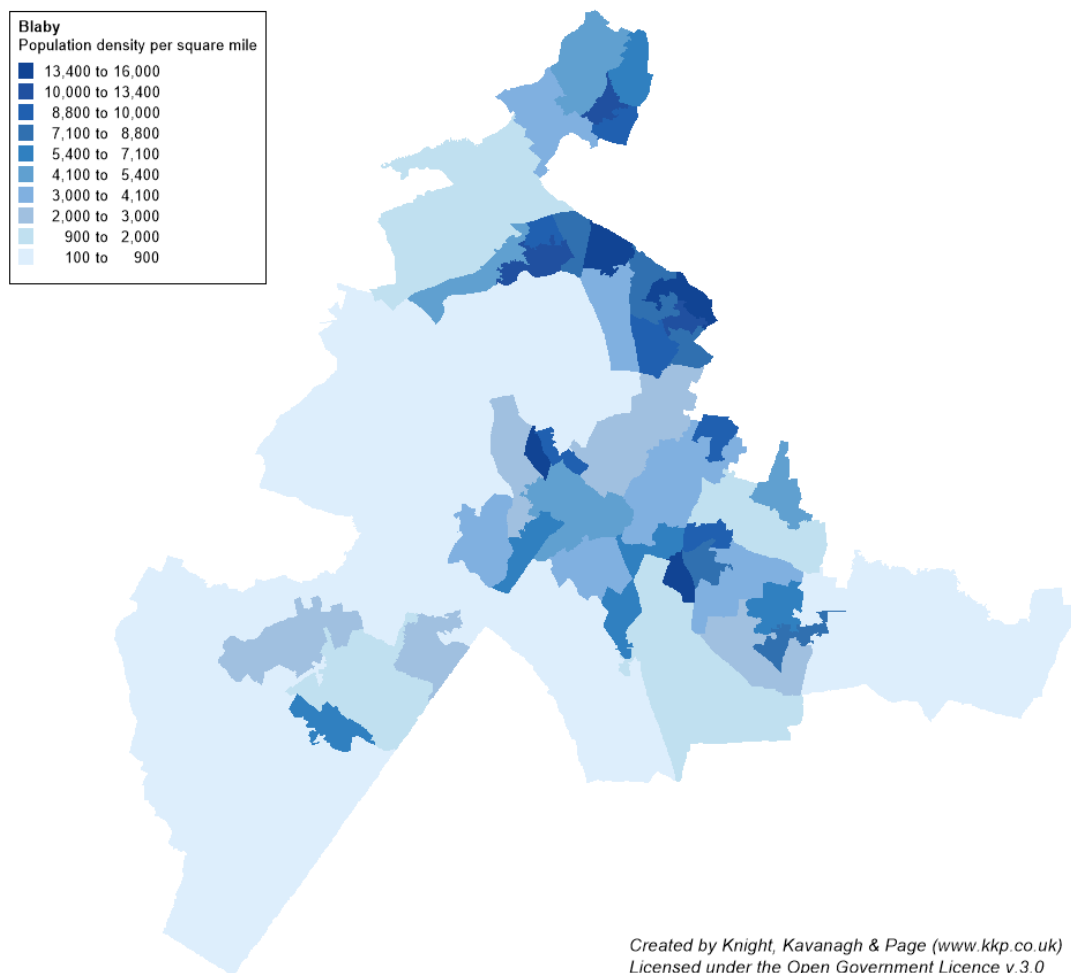 Blaby
Population density per square mile
13,400 to 16,000
10,000 to 13,400
8,800 to 10,000
7,100 to 8,800
5,400 to 7,100
4,100 to 5,400
3,000 to 4,100
2,000 to 3,000
900 to 2,000
100 to 900
Created by Knight, Kavanagh & Page (www.kkp.co.uk)
Licensed under the Open Government Licence v.3.0